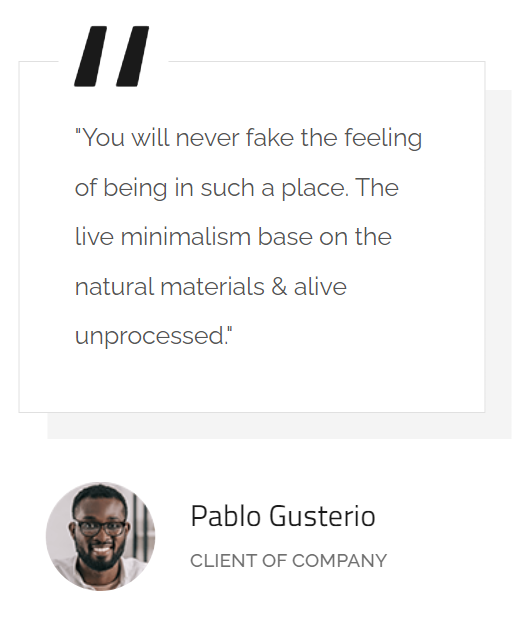 "You will never fake the feeling
of being in such a place. The
live minimalism base on the
natural materials & alive
unprocessed."
Pablo Gusterio
CLIENT OF COMPANY